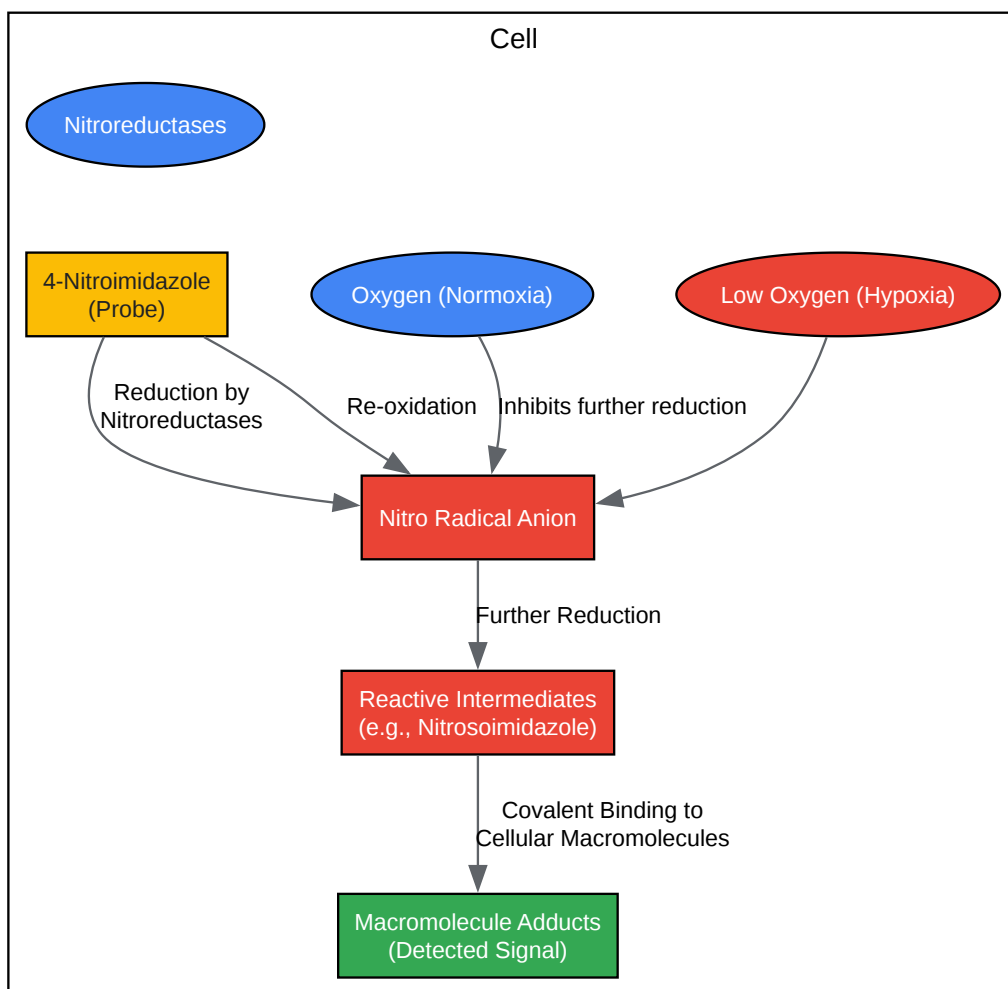 Cell
Nitroreductases
4-Nitroimidazole
(Probe)
Oxygen (Normoxia)
Low Oxygen (Hypoxia)
Reduction by
Nitroreductases
Re-oxidation
Inhibits further reduction
Nitro Radical Anion
Further Reduction
Reactive Intermediates
(e.g., Nitrosoimidazole)
Covalent Binding to
Cellular Macromolecules
Macromolecule Adducts
(Detected Signal)